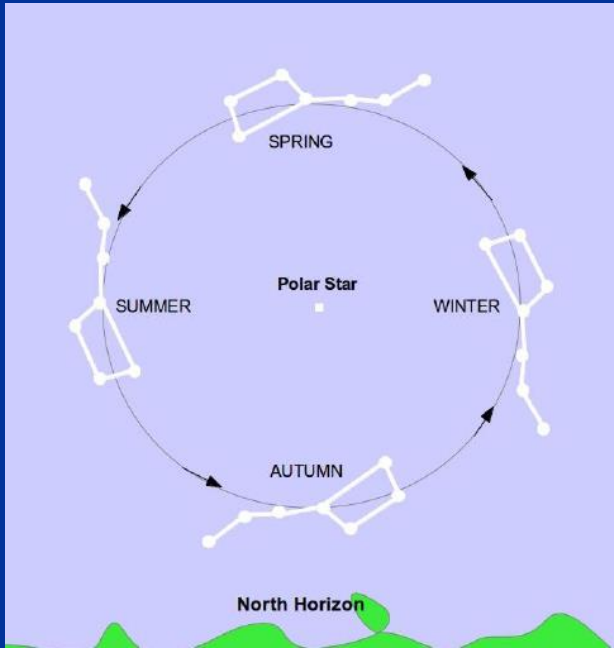 SPRING
Polar Star
SUMMER
WINTER
AUTUMN
North Horizon